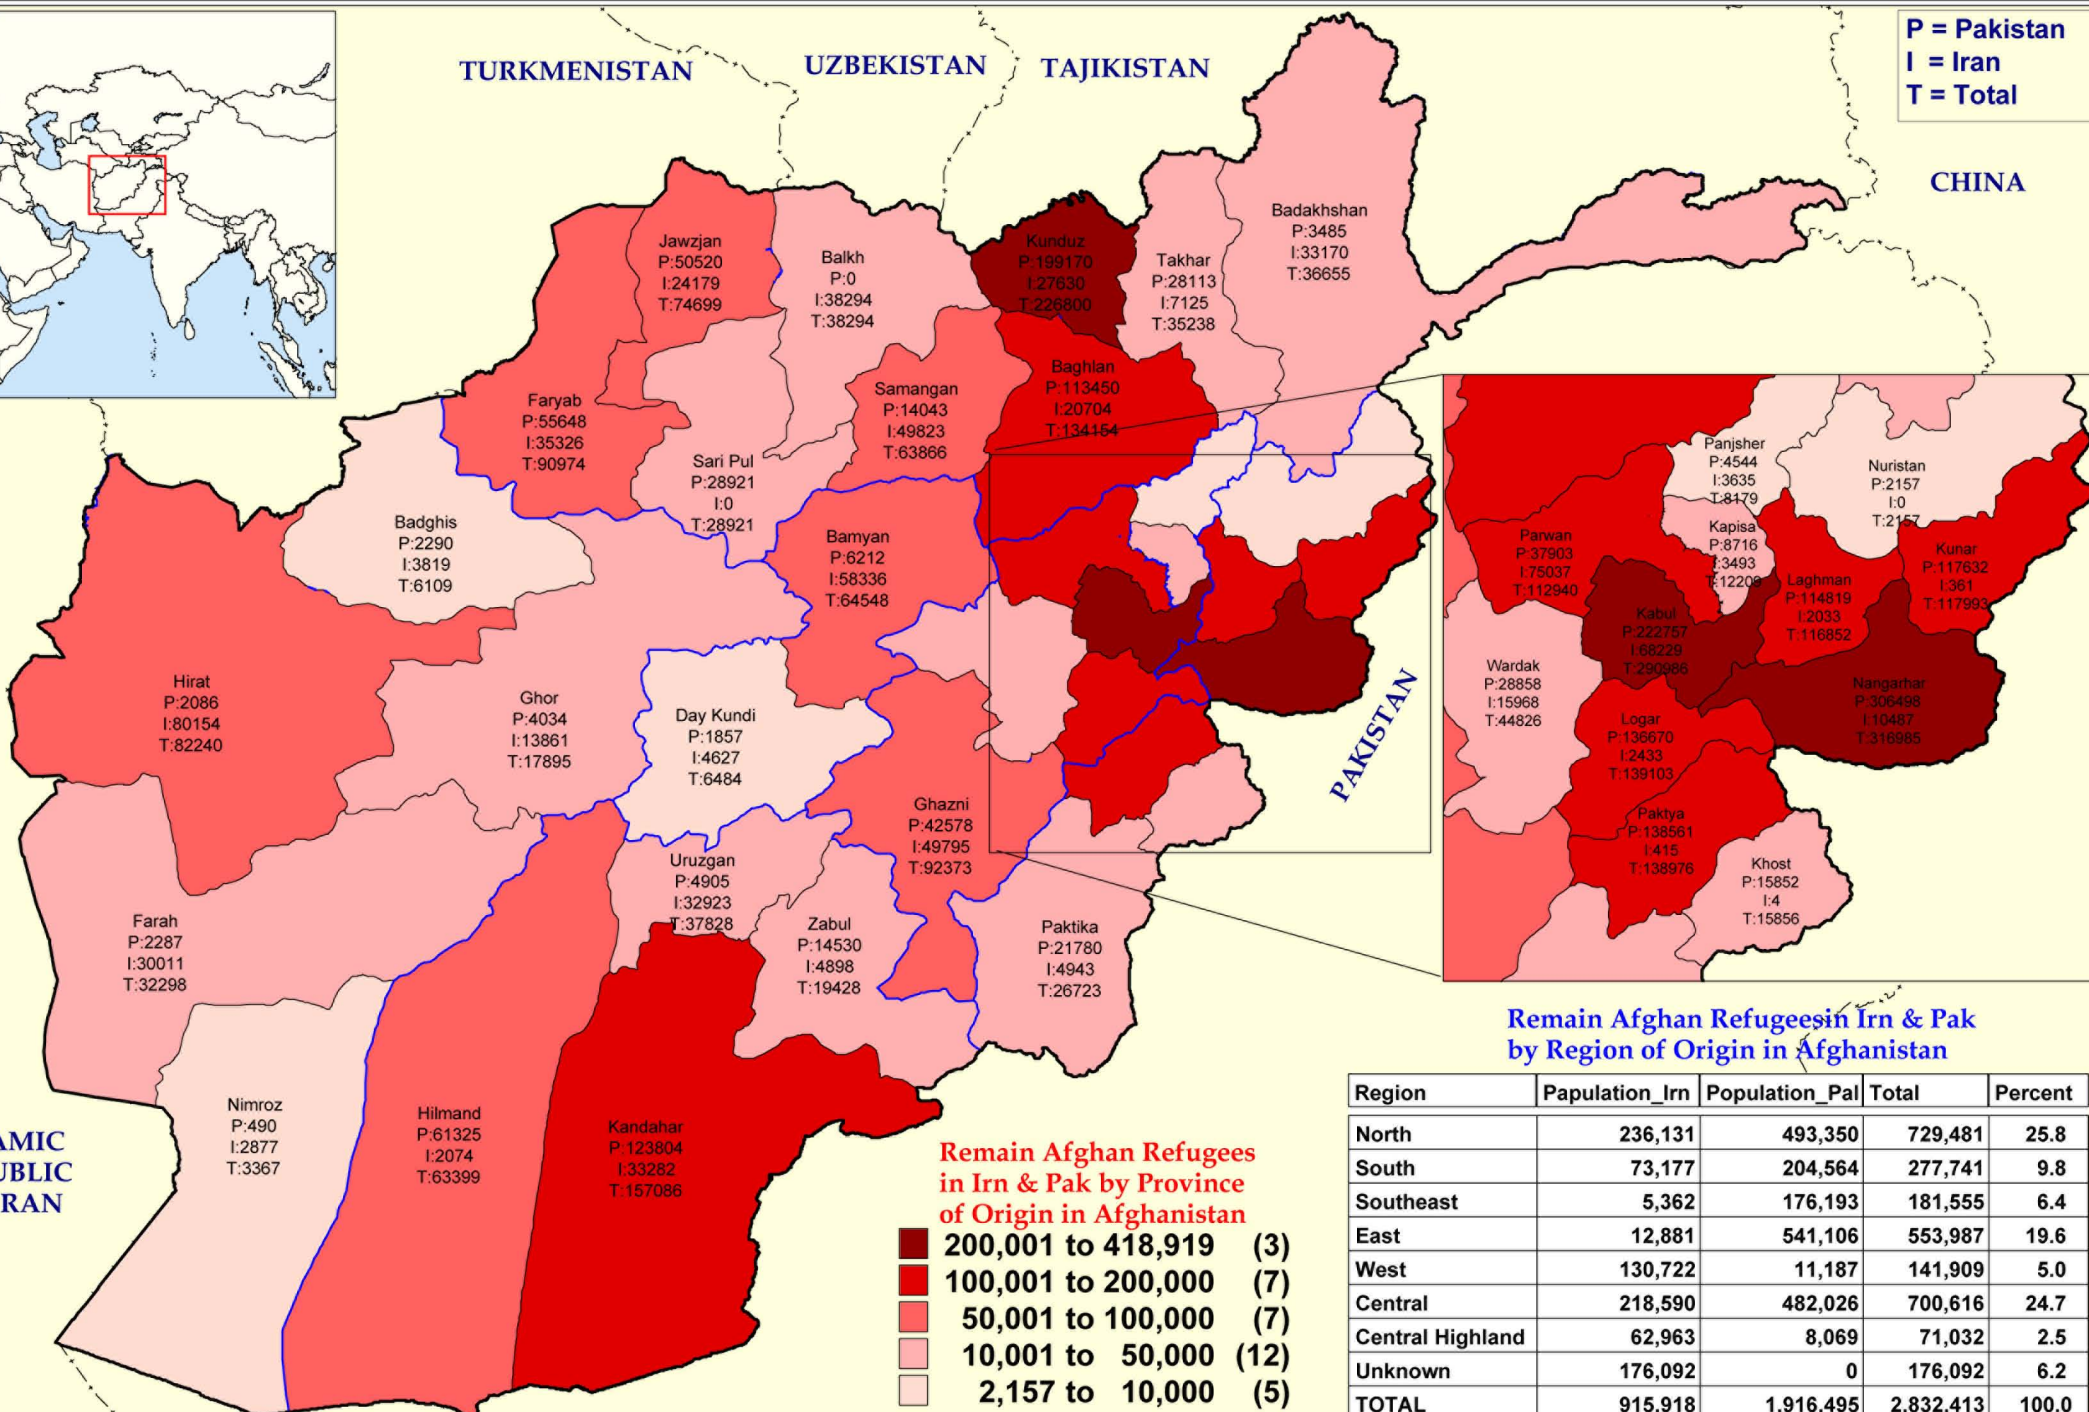 TURKMENISTAN
UZBEKISTAN
TAJIKISTAN
P = Pakistan
I = Iran
T = Total
CHINA
Jawzjan
P:50520
I:24179
T:74699
Balkh
P:0
I:38294
T:38294
Kunduz
P:199170
I:27630
T:226800
Takhar
P:28113
I:7125
T:35238
Badakhshan
P:3485
I:33170
T:36655
Faryab
P:55648
I:35326
T:90974
Sari Pul
P:28921
I:0
T:28921
Samangan
P:14043
I:49823
T:63866
Baghlan
P:113450
I:20704
T:134154
Badghis
P:2290
I:3819
T:6109
Bamyan
P:6212
I:58336
T:64548
Hirat
P:2086
I:80154
T:82240
Ghor
P:4034
I:13861
T:17895
Day Kundi
P:1857
I:4627
T:6484
Ghazni
P:42578
I:49795
T:92373
PAKISTAN
Panjsher
P:4544
I:3635
T:8179
Nuristan
P:2157
I:0
T:2157
Parwan
P:37903
I:75037
T:112940
Kapisa
P:8716
I:3493
T:12209
Laghman
P:114819
I:2033
T:116852
Kunar
P:117632
I:361
T:117993
Kabul
P:222757
I:68229
T:290986
Wardak
P:28858
I:15968
T:44826
Logar
P:136670
I:2433
T:139103
Nangarhar
P:306498
I:10487
T:316985
Paktya
P:138561
I:415
T:138976
Khost
P:15852
I:4
T:15856
Farah
P:2287
I:30011
T:32298
Uruzgan
P:4905
I:32923
T:37828
Zabul
P:14530
I:4898
T:19428
Paktika
P:21780
I:4943
T:26723
Nimroz
P:490
I:2877
T:3367
Hilmand
P:61325
I:2074
T:63399
Kandahar
P:123804
I:33282
T:157086
AMIC
UBLIC
RAN
Remain Afghan Refugees
in Irn & Pak by Province
of Origin in Afghanistan
200,001 to 418,919 (3)
100,001 to 200,000 (7)
50,001 to 100,000 (7)
10,001 to 50,000 (12)
2,157 to 10,000 (5)
Remain Afghan Refugeesin Irn & Pak
by Region of Origin in Afghanistan
Region Papulation_Irn Population_Pal Total Percent
North 236,131 493,350 729,481 25.8
South 73,177 204,564 277,741 9.8
Southeast 5,362 176,193 181,555 6.4
East 12,881 541,106 553,987 19.6
West 130,722 11,187 141,909 5.0
Central 218,590 482,026 700,616 24.7
Central Highland 62,963 8,069 71,032 2.5
Unknown 176,092 0 176,092 6.2
TOTAL 915,918 1,916,495 2,832,413 100.0